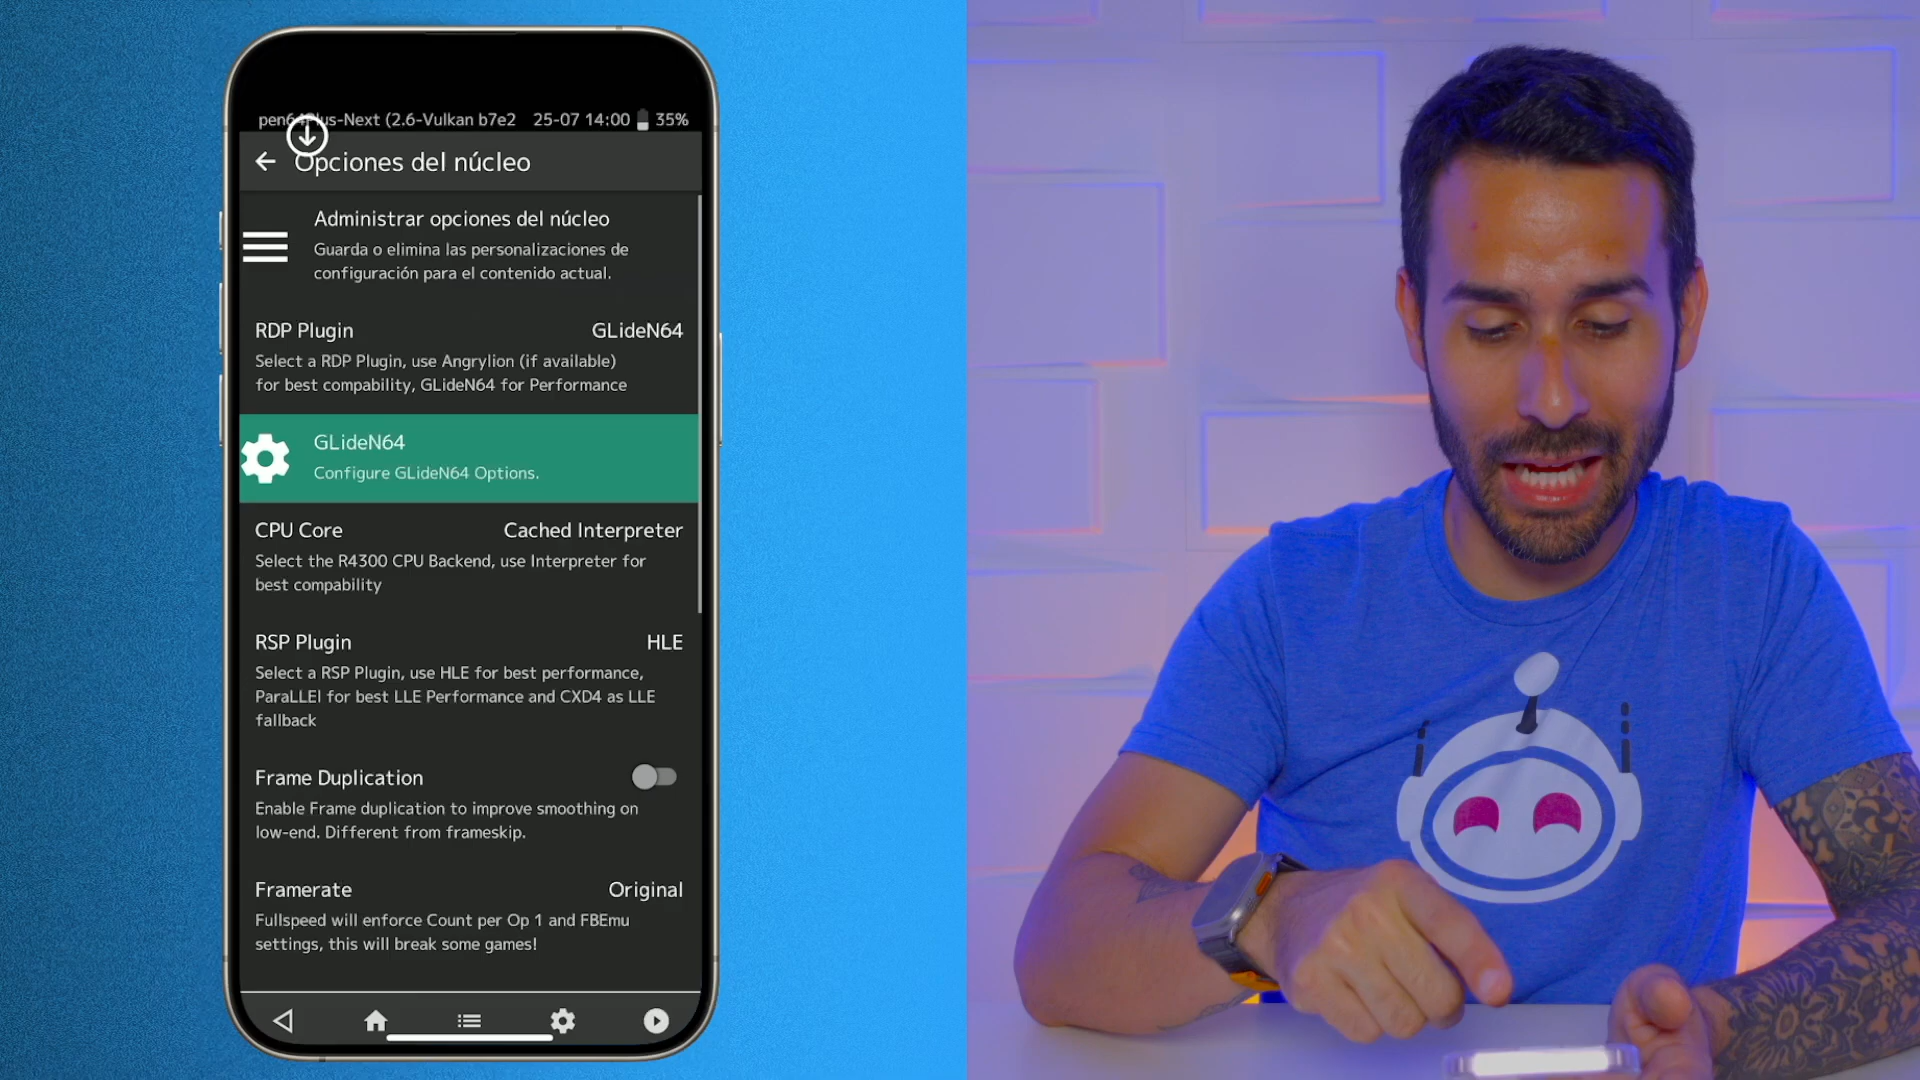 pen64Plus-Next (2.6-Vulkan b7e2 25-07 14:00 35%
Opciones del núcleo
Administrar opciones del núcleo
Guarda o elimina las personalizaciones de
configuración para el contenido actual.
RDP Plugin GLideN64
Select a RDP Plugin, use Angrylion (if available)
for best compability, GLideN64 for Performance
GLideN64
Configure GLideN64 Options.
CPU Core Cached Interpreter
Select the R4300 CPU Backend, use Interpreter for
best compability
RSP Plugin HLE
Select a RSP Plugin, use HLE for best performance,
ParaLLEl for best LLE Performance and CXD4 as LLE
fallback
Frame Duplication
Enable Frame duplication to improve smoothing on
low-end. Different from frameskip.
Framerate Original
Fullspeed will enforce Count per Op 1 and FBEmu
settings, this will break some games!